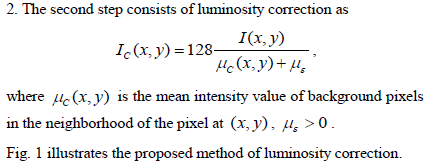 2. The second step consists of luminosity correction as
I_C(x, y) = 128 I(x, y) / (μ_C(x, y) + μ_s) ,
where μ_C(x, y) is the mean intensity value of background pixels
in the neighborhood of the pixel at (x, y), μ_s > 0 .
Fig. 1 illustrates the proposed method of luminosity correction.